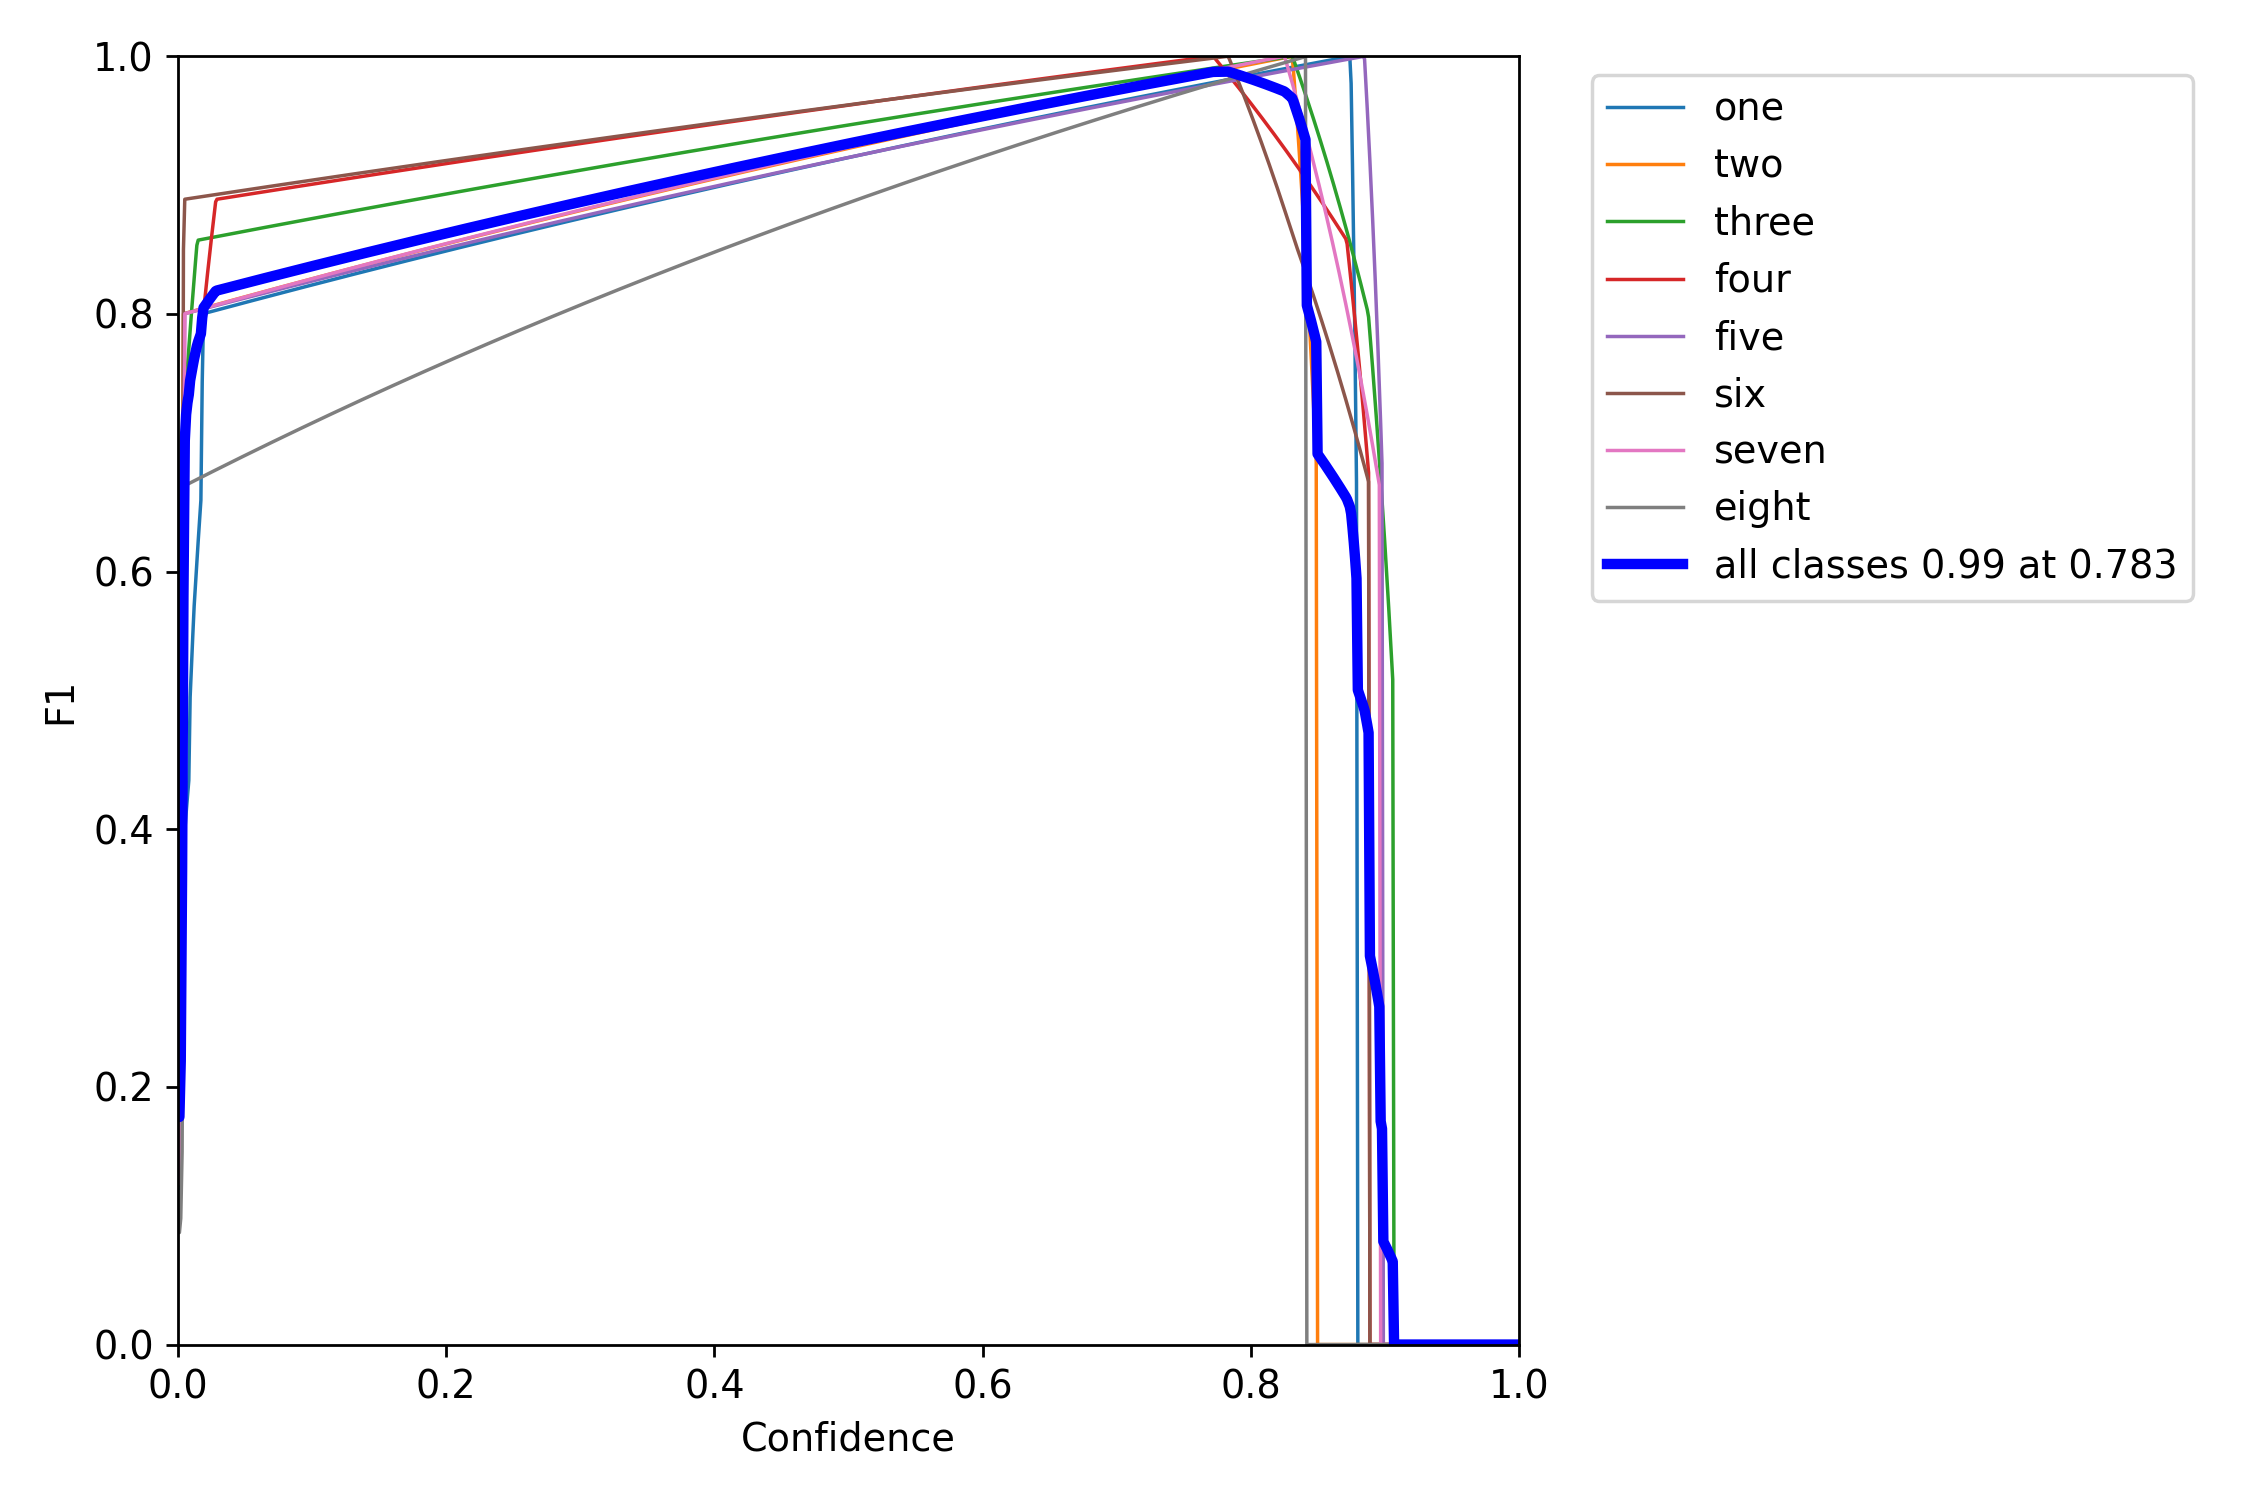 1.0
0.8
0.6
0.4
0.2
0.0
F1
0.0 0.2 0.4 0.6 0.8 1.0
Confidence
one
two
three
four
five
six
seven
eight
all classes 0.99 at 0.783